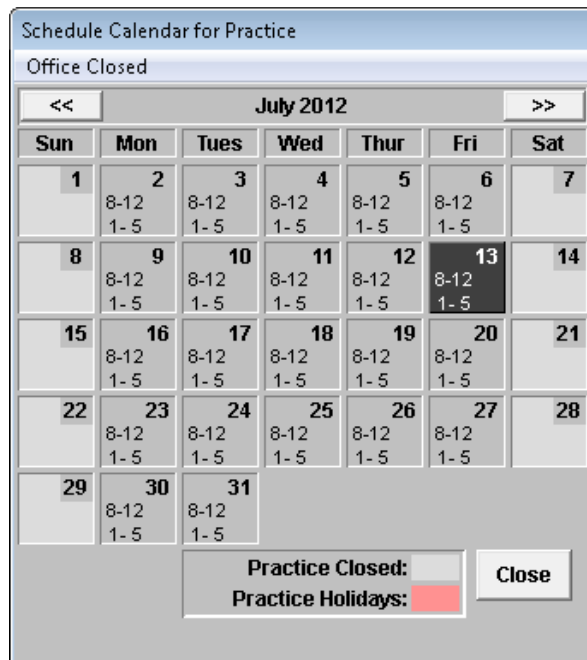 Schedule Calendar for Practice
Office Closed
<< July 2012 >>
Sun Mon Tues Wed Thur Fri Sat
1 2 3 4 5 6 7
8-12 8-12 8-12 8-12 8-12
1- 5 1- 5 1- 5 1- 5 1- 5
8 9 10 11 12 13 14
8-12 8-12 8-12 8-12 8-12
1- 5 1- 5 1- 5 1- 5 1- 5
15 16 17 18 19 20 21
8-12 8-12 8-12 8-12 8-12
1- 5 1- 5 1- 5 1- 5 1- 5
22 23 24 25 26 27 28
8-12 8-12 8-12 8-12 8-12
1- 5 1- 5 1- 5 1- 5 1- 5
29 30 31
8-12 8-12
1- 5 1- 5
Practice Closed:
Practice Holidays:
Close